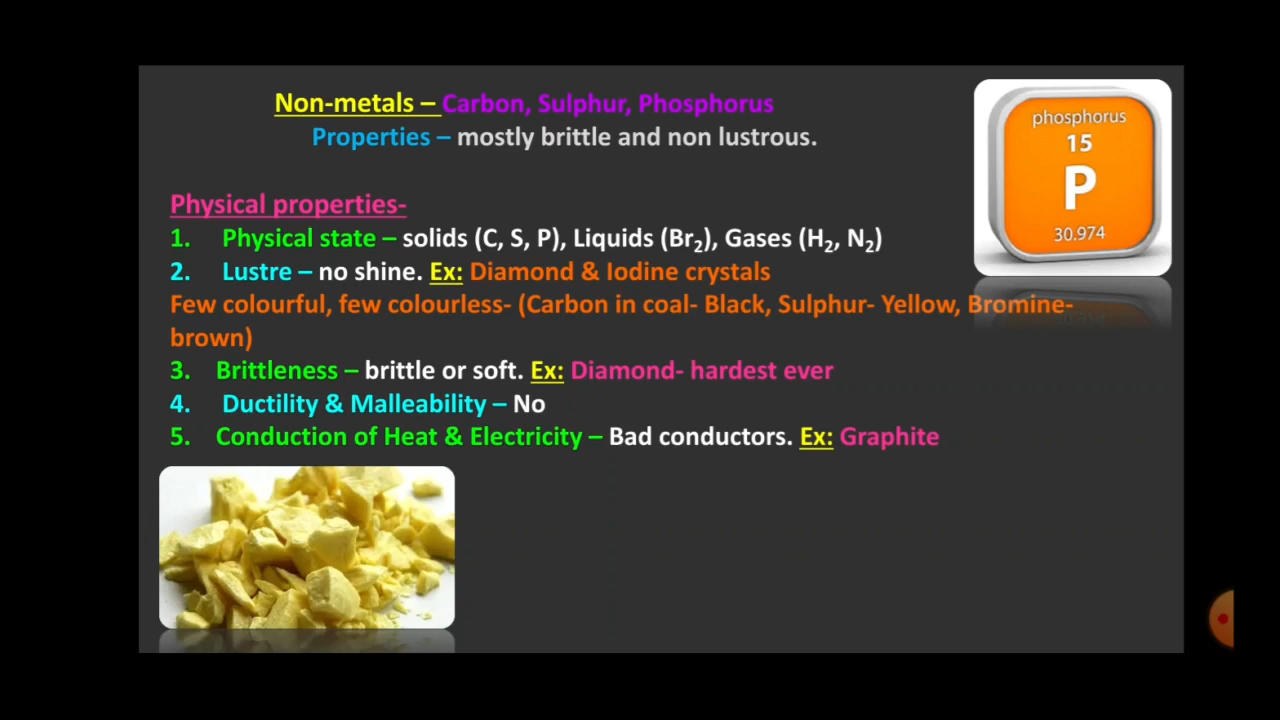 Non-metals – Carbon, Sulphur, Phosphorus
Properties – mostly brittle and non lustrous.
phosphorus
15
P
30.974
Physical properties-
1. Physical state – solids (C, S, P), Liquids (Br₂), Gases (H₂, N₂)
2. Lustre – no shine. Ex: Diamond & Iodine crystals
Few colourful, few colourless- (Carbon in coal- Black, Sulphur- Yellow, Bromine-
brown)
3. Brittleness – brittle or soft. Ex: Diamond- hardest ever
4. Ductility & Malleability – No
5. Conduction of Heat & Electricity – Bad conductors. Ex: Graphite